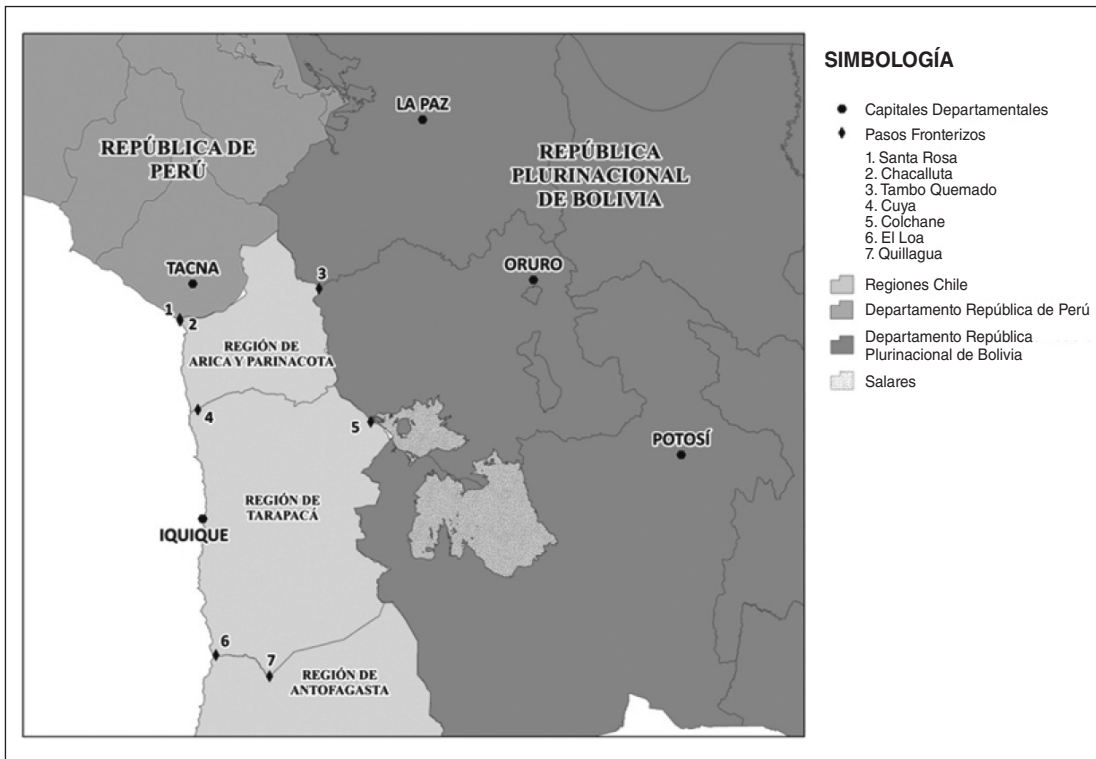 LA PAZ
REPÚBLICA DE
PERÚ
REPÚBLICA
PLURINACIONAL
DE BOLIVIA
TACNA
ORURO
3
1
2
REGIÓN DE
ARICA Y PARINACOTA
4
5
POTOSÍ
REGIÓN DE
TARAPACÁ
IQUIQUE
6
7
REGIÓN DE
ANTOFAGASTA
SIMBOLOGÍA
Capitales Departamentales
Pasos Fronterizos
1. Santa Rosa
2. Chacalluta
3. Tambo Quemado
4. Cuya
5. Colchane
6. El Loa
7. Quillagua
Regiones Chile
Departamento República de Perú
Departamento República
Plurinacional de Bolivia
Salares